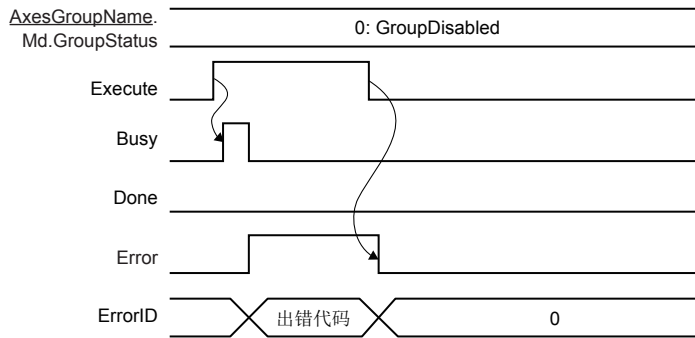 AxesGroupName.
Md.GroupStatus
0: GroupDisabled
Execute
Busy
Done
Error
ErrorID
出错代码
0